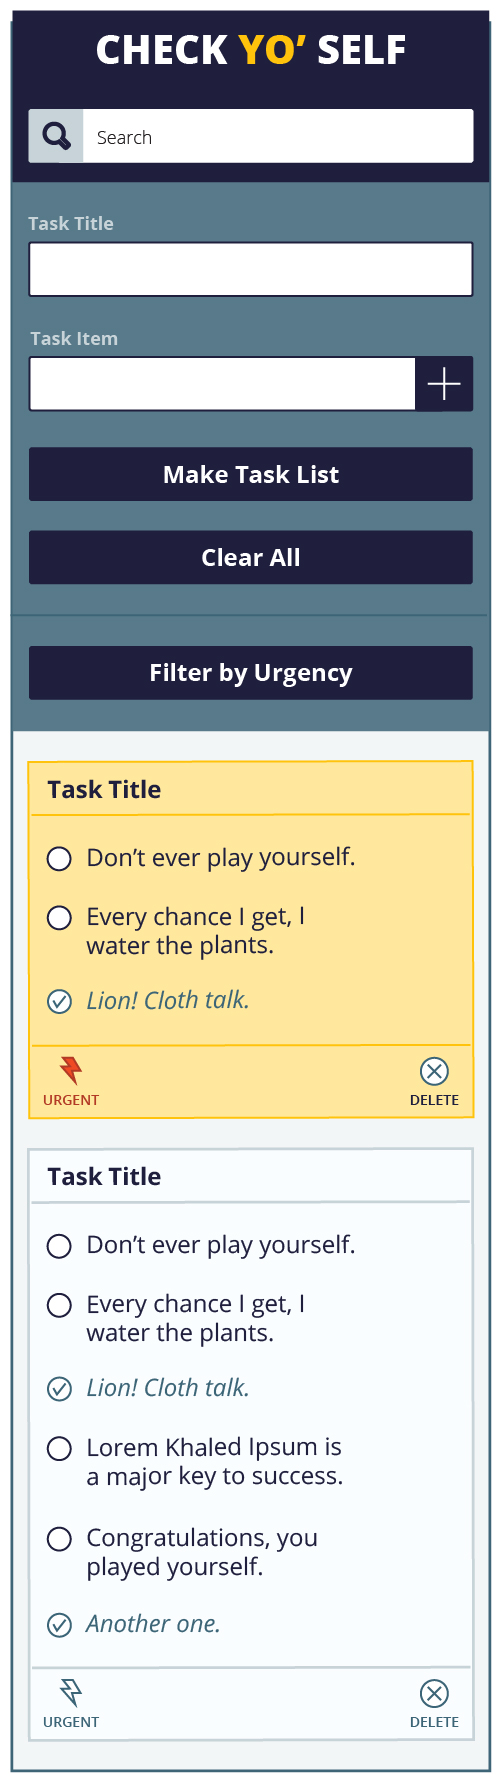 CHECK YO’ SELF
Search
Task Title
Task Item
Make Task List
Clear All
Filter by Urgency
Task Title
Don’t ever play yourself.
Every chance I get, I
water the plants.
Lion! Cloth talk.
URGENT
DELETE
Task Title
Don’t ever play yourself.
Every chance I get, I
water the plants.
Lion! Cloth talk.
Lorem Khaled Ipsum is
a major key to success.
Congratulations, you
played yourself.
Another one.
URGENT
DELETE